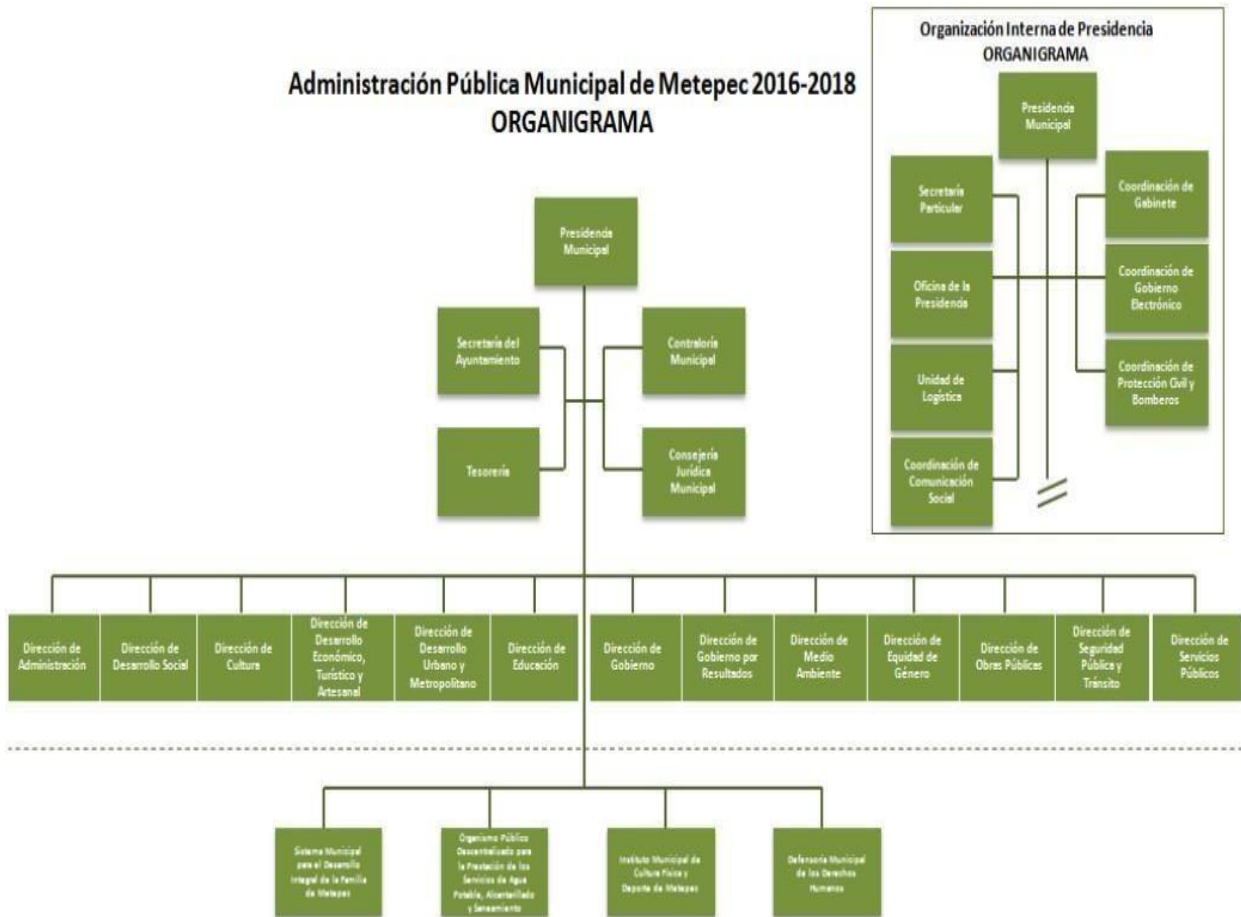 Administración Pública Municipal de Metepec 2016-2018
ORGANIGRAMA
Presidencia
Municipal
Secretaría del
Ayuntamiento
Contraloría
Municipal
Tesorería
Consejería
Jurídica
Municipal
Organización Interna de Presidencia
ORGANIGRAMA
Presidencia
Municipal
Secretaría
Particular
Coordinación de
Gabinete
Oficina de la
Presidencia
Coordinación de
Gobierno
Electrónico
Unidad de
Logística
Coordinación de
Protección Civil y
Bomberos
Coordinación de
Comunicación
Social
Dirección de
Administración
Dirección de
Desarrollo Social
Dirección de
Cultura
Dirección de
Desarrollo
Económico,
Turístico y
Artesanal
Dirección de
Desarrollo
Urbano y
Metropolitano
Dirección de
Educación
Dirección de
Gobierno
Dirección de
Gobierno por
Resultados
Dirección de
Medio
Ambiente
Dirección de
Equidad de
Género
Dirección de
Obras Públicas
Dirección de
Seguridad
Pública y
Tránsito
Dirección de
Servicios
Públicos
Sistema Municipal
para el Desarrollo
Integral de la Familia
de Metepec
Organismo Público
Descentralizado para
la Prestación de los
Servicios de Agua
Potable, Alcantarillado
y Saneamiento
Instituto Municipal de
Cultura Física y
Deporte de Metepec
Defensoría Municipal
de los Derechos
Humanos